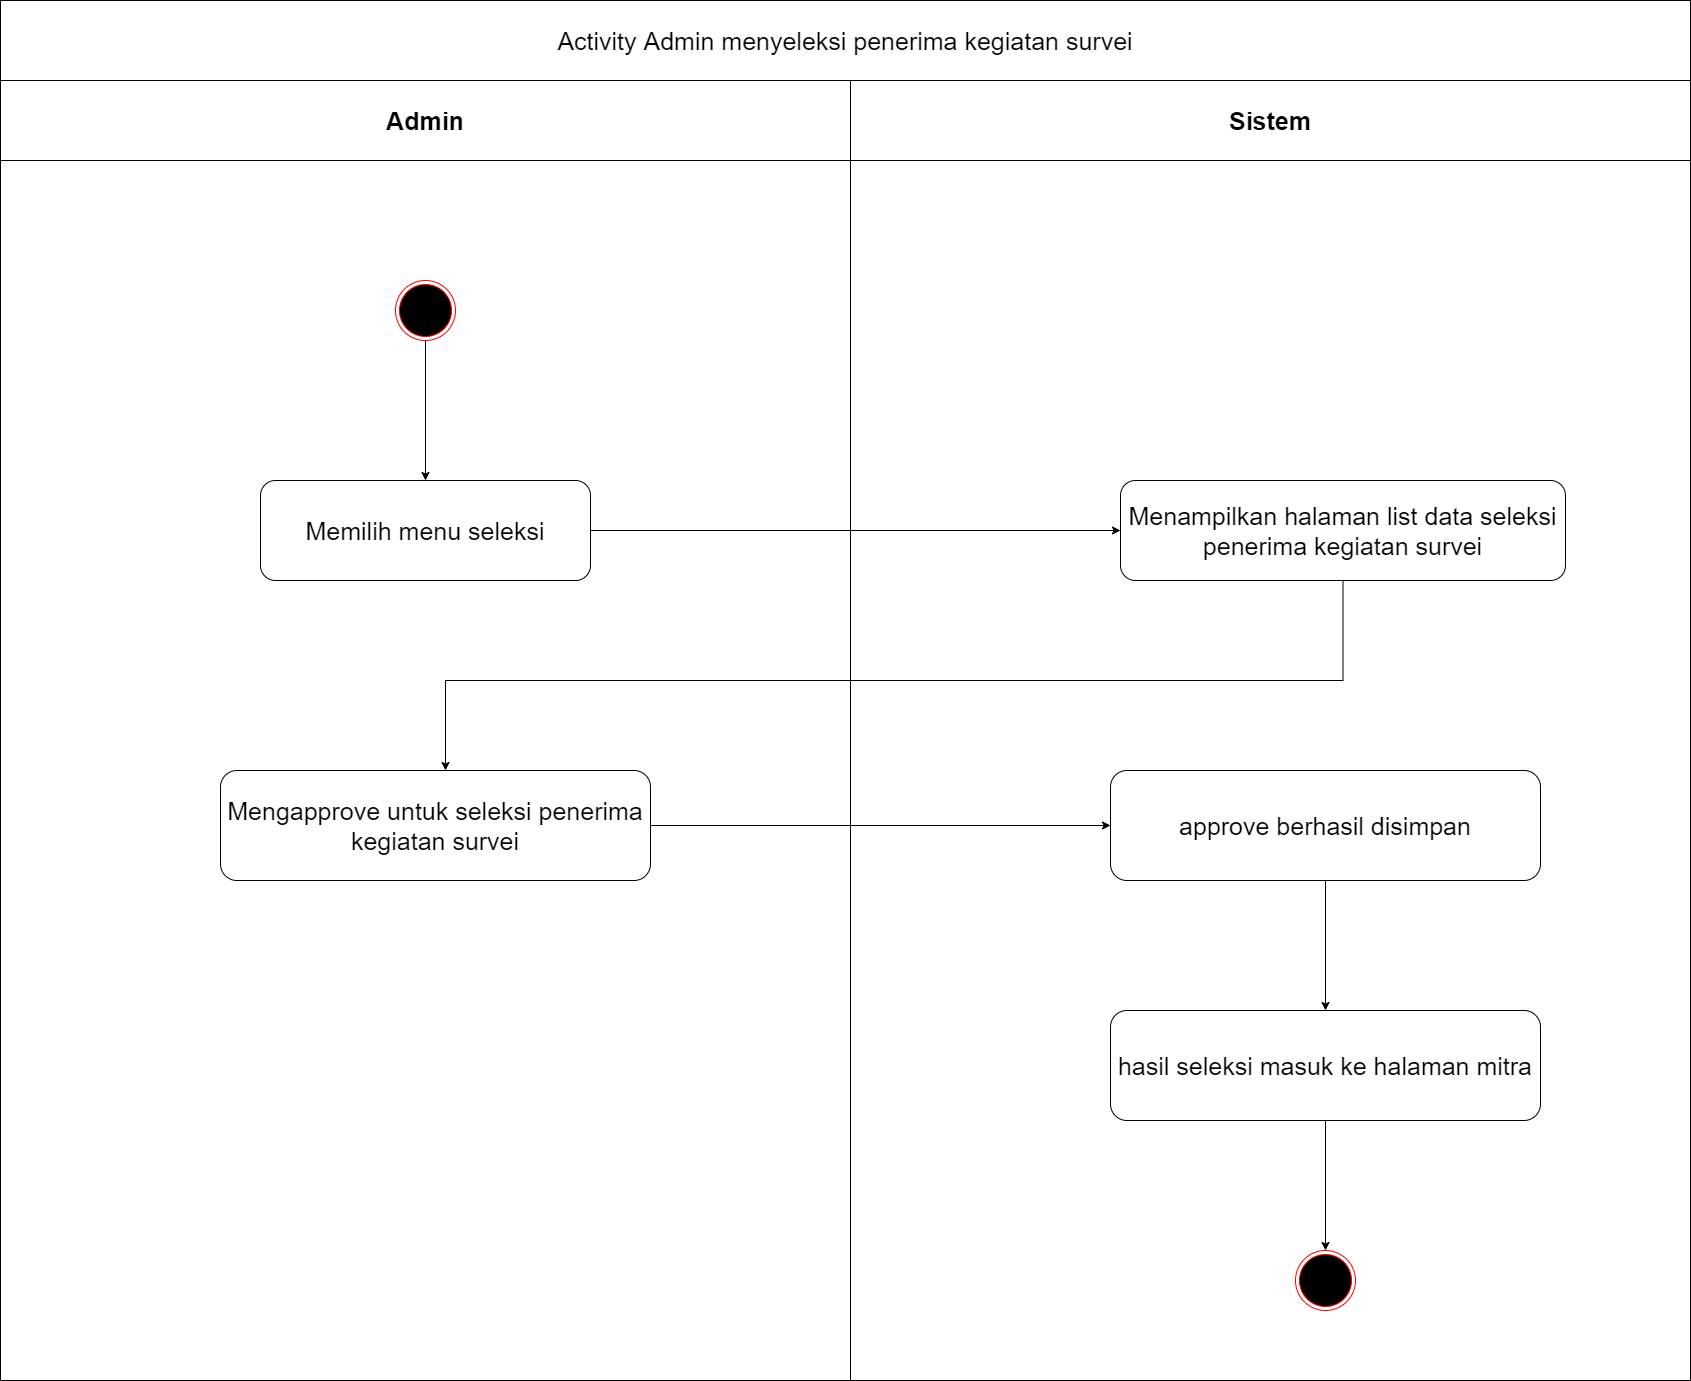 Activity Admin menyeleksi penerima kegiatan survei
Admin
Sistem
Memilih menu seleksi
Menampilkan halaman list data seleksi
penerima kegiatan survei
Mengapprove untuk seleksi penerima
kegiatan survei
approve berhasil disimpan
hasil seleksi masuk ke halaman mitra